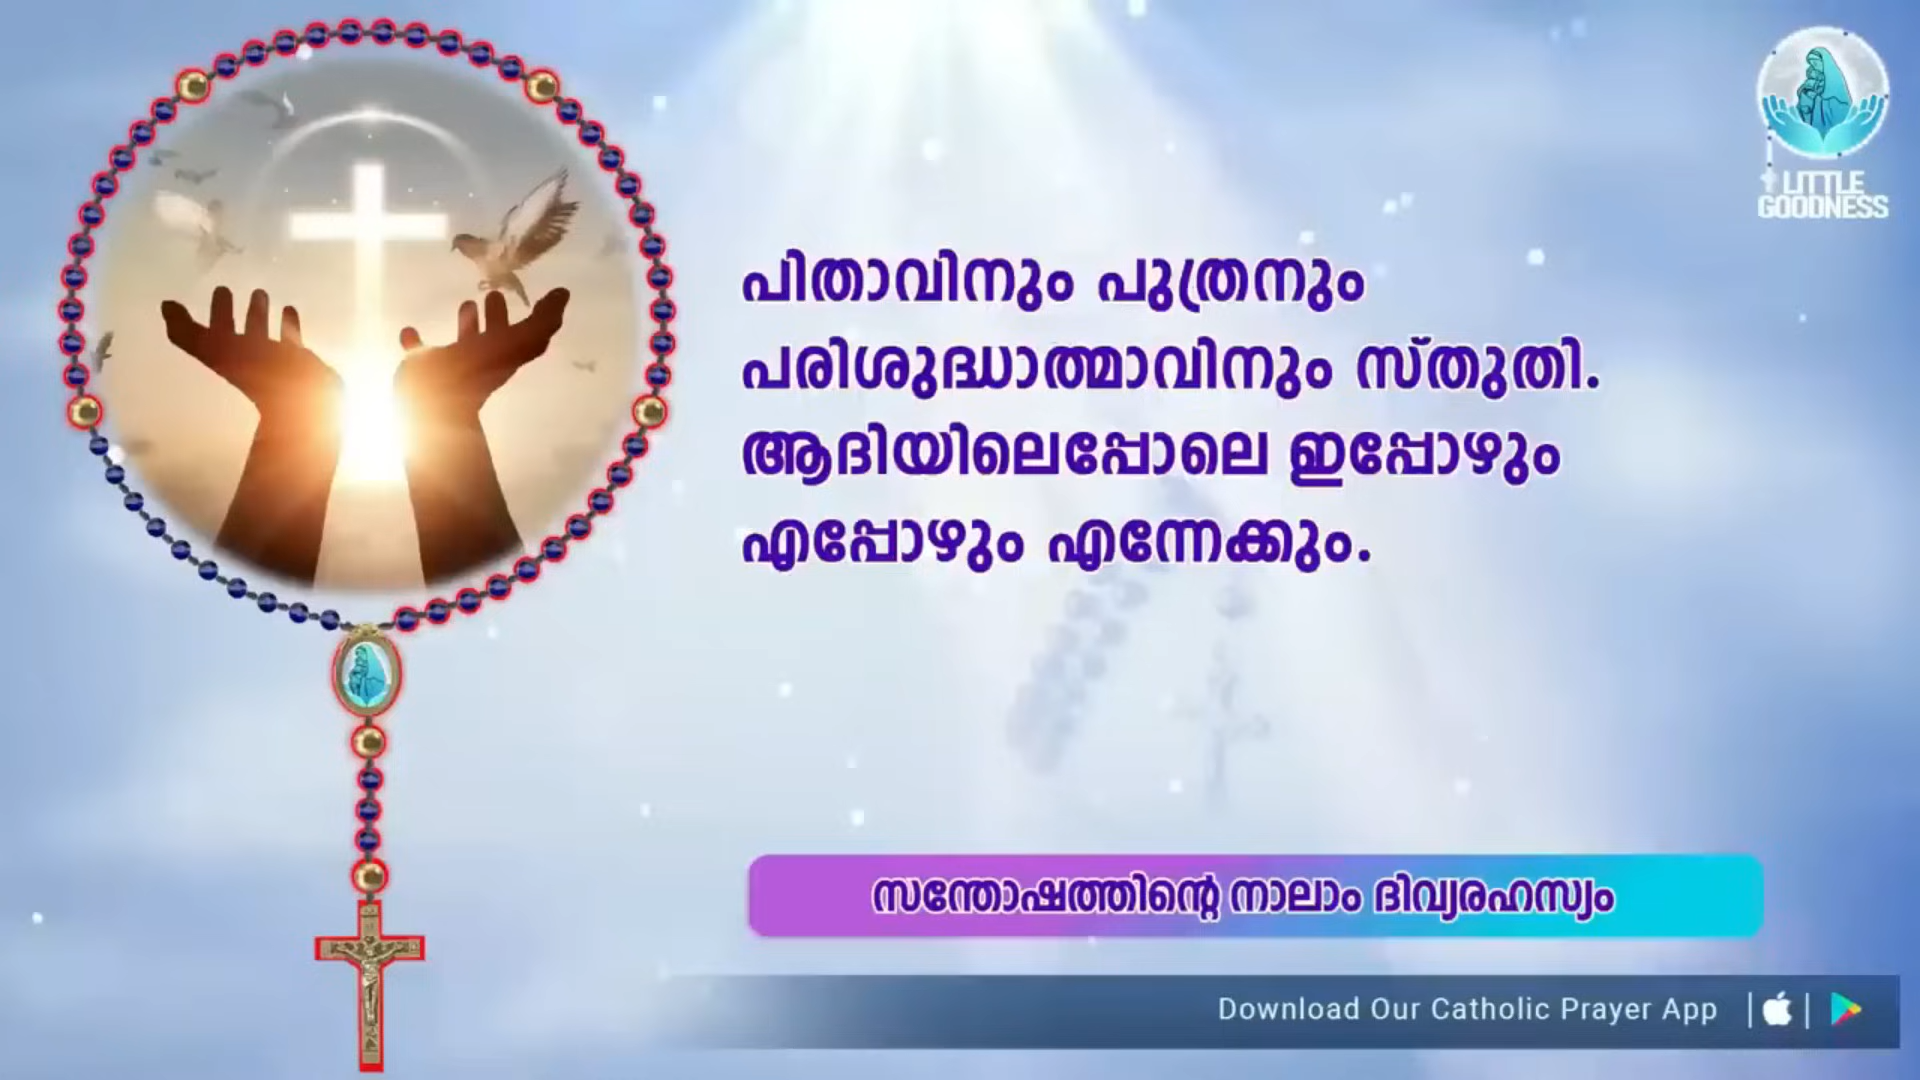 LITTLE
GOODNESS
പിതാവിനും പുത്രനും
പരിശുദ്ധാത്മാവിനും സ്തുതി.
ആദിയിലെപ്പോലെ ഇപ്പോഴും
എപ്പോഴും എന്നേക്കും.
സന്തോഷത്തിന്റെ നാലാം ദിവ്യരഹസ്യം
Download Our Catholic Prayer App